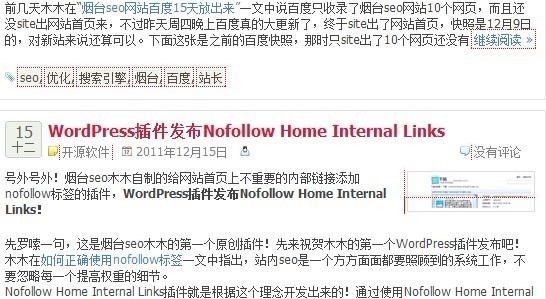 前几天木木在“烟台seo网站百度15天放出来”一文中说百度只收录了烟台seo网站10个网页，而且还
没site出网站首页来，不过昨天周四晚上百度真的大更新了，终于site出了网站首页，快照是12月9日
的，对新站来说还算可以。下面这张是之前的百度快照，那时只site出了10个网页还没有 继续阅读 »
seo, 优化, 搜索引擎, 烟台, 百度, 站长
15
十二
WordPress插件发布Nofollow Home Internal Links
开源软件 2011年12月15日 没有评论
号外号外！烟台seo木木自制的给网站首页上不重要的内部链接添加
nofollow标签的插件，WordPress插件发布Nofollow Home Internal
Links！
先罗嗦一句，这是烟台seo木木的第一个原创插件！先来祝贺木木的第一个WordPress插件发布吧！
木木在如何正确使用nofollow标签一文中指出，站内seo是一个方方面面都要照顾到的系统工作，不
要忽略每一个提高权重的细节。
Nofollow Home Internal Links插件就是根据这个理念开发出来的！通过使用Nofollow Home Internal